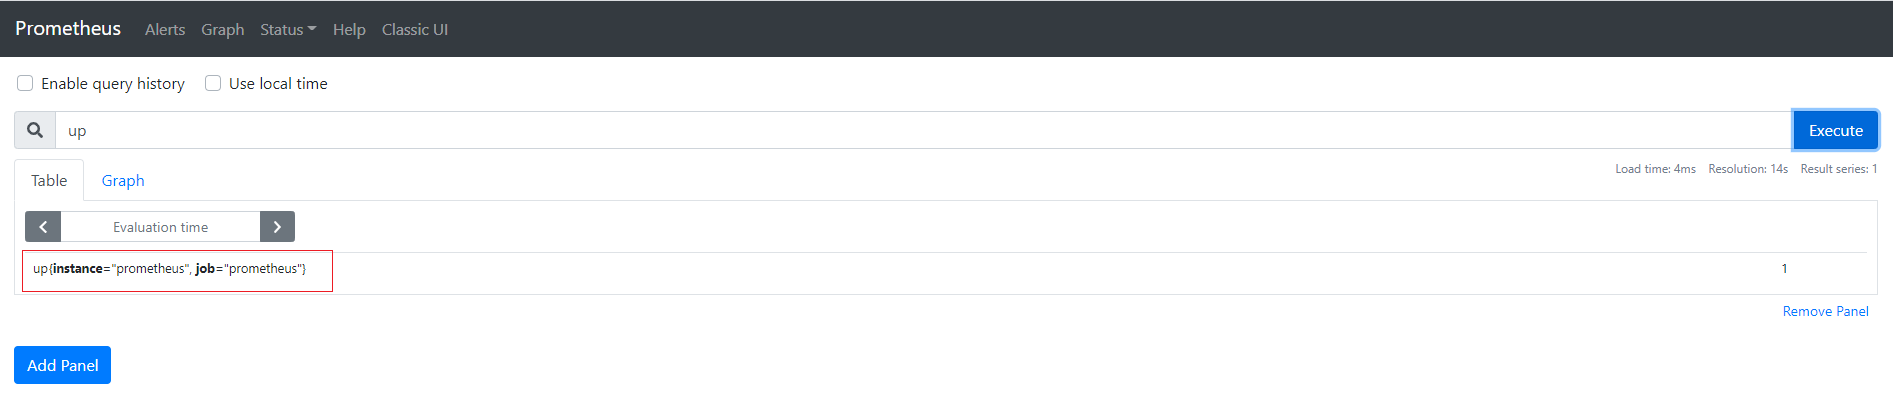 Prometheus Alerts Graph Status Help Classic UI
Enable query history Use local time
up Execute
Table Graph Load time: 4ms Resolution: 14s Result series: 1
Evaluation time
up{instance="prometheus", job="prometheus"} 1
Remove Panel
Add Panel